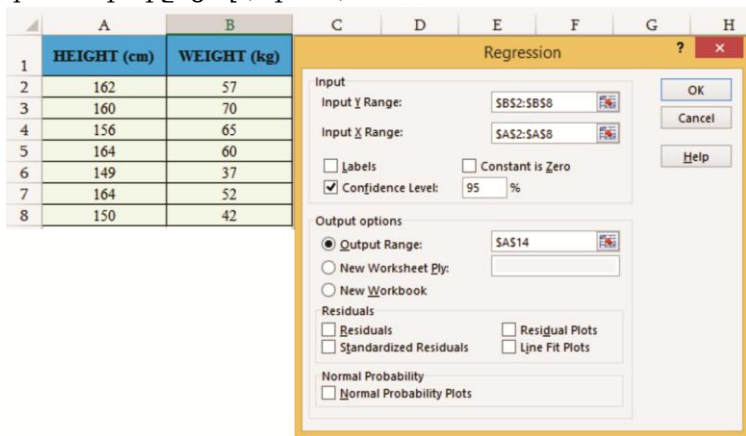 A B C D E F G H
1 HEIGHT (cm) WEIGHT (kg)
2 162 57
3 160 70
4 156 65
5 164 60
6 149 37
7 164 52
8 150 42
Regression
? ×
Input
Input Y Range: $B$2:$B$8
Input X Range: $A$2:$A$8
Labels Constant is Zero
Confidence Level: 95 %
OK
Cancel
Help
Output options
Output Range: $A$14
New Worksheet Ply:
New Workbook
Residuals
Residuals Residual Plots
Standardized Residuals Line Fit Plots
Normal Probability
Normal Probability Plots